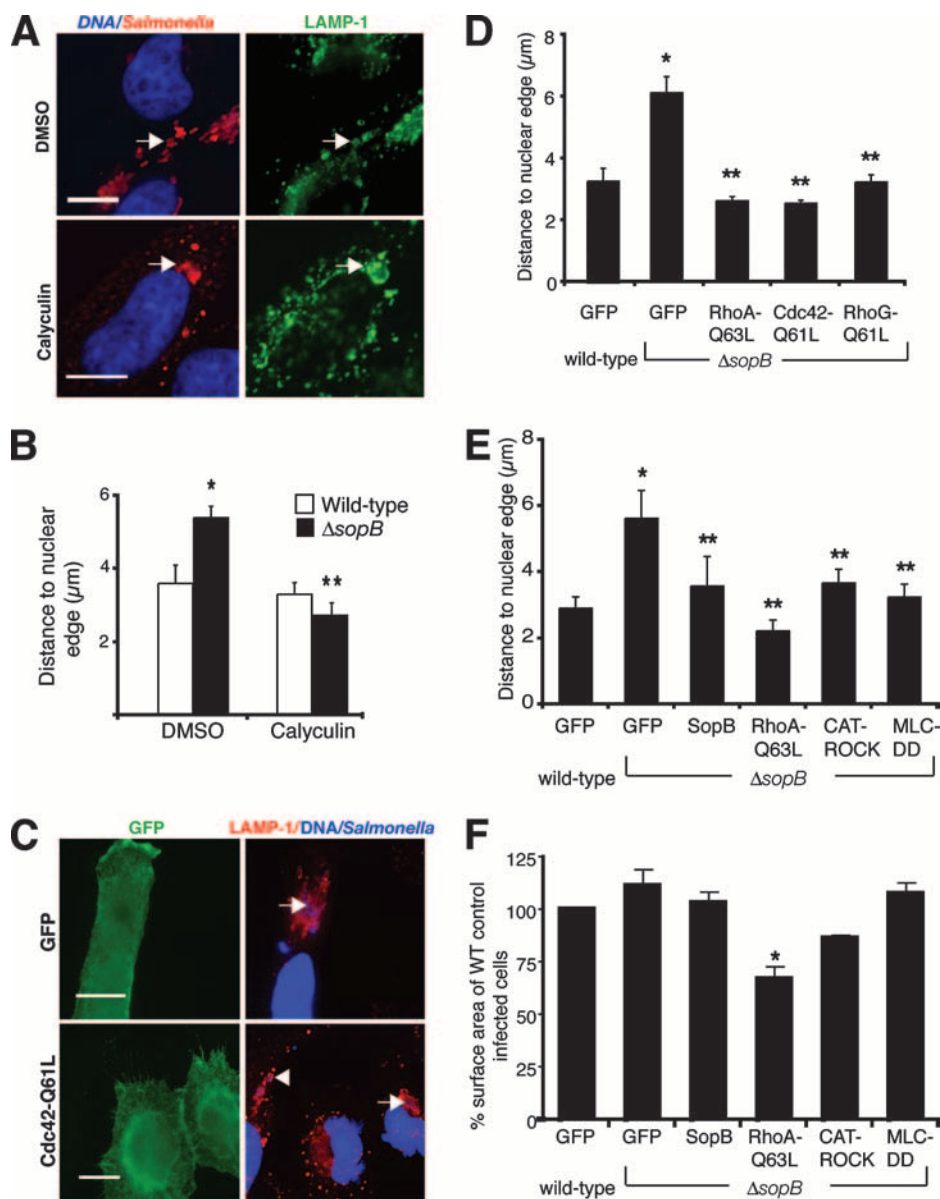 A
DNA/Salmonella
LAMP-1
DMSO
Calyculin
B
Distance to nuclear
edge (µm)
6
4
2
*
**
Wild-type
ΔsopB
DMSO
Calyculin
C
GFP
LAMP-1/DNA/Salmonella
GFP
Cdc42-Q61L
D
Distance to nuclear edge (µm)
8
6
4
2
0
*
**
**
**
GFP
GFP
RhoA-
Q63L
Cdc42-
Q61L
RhoG-
Q61L
wild-type
ΔsopB
E
Distance to nuclear edge (µm)
8
6
4
2
0
*
**
**
**
**
GFP
GFP
SopB
RhoA-
Q63L
CAT-
ROCK
MLC-
DD
wild-type
ΔsopB
F
% surface area of WT control
infected cells
125
100
75
50
25
0
*
GFP
GFP
SopB
RhoA-
Q63L
CAT-
ROCK
MLC-
DD
wild-type
ΔsopB